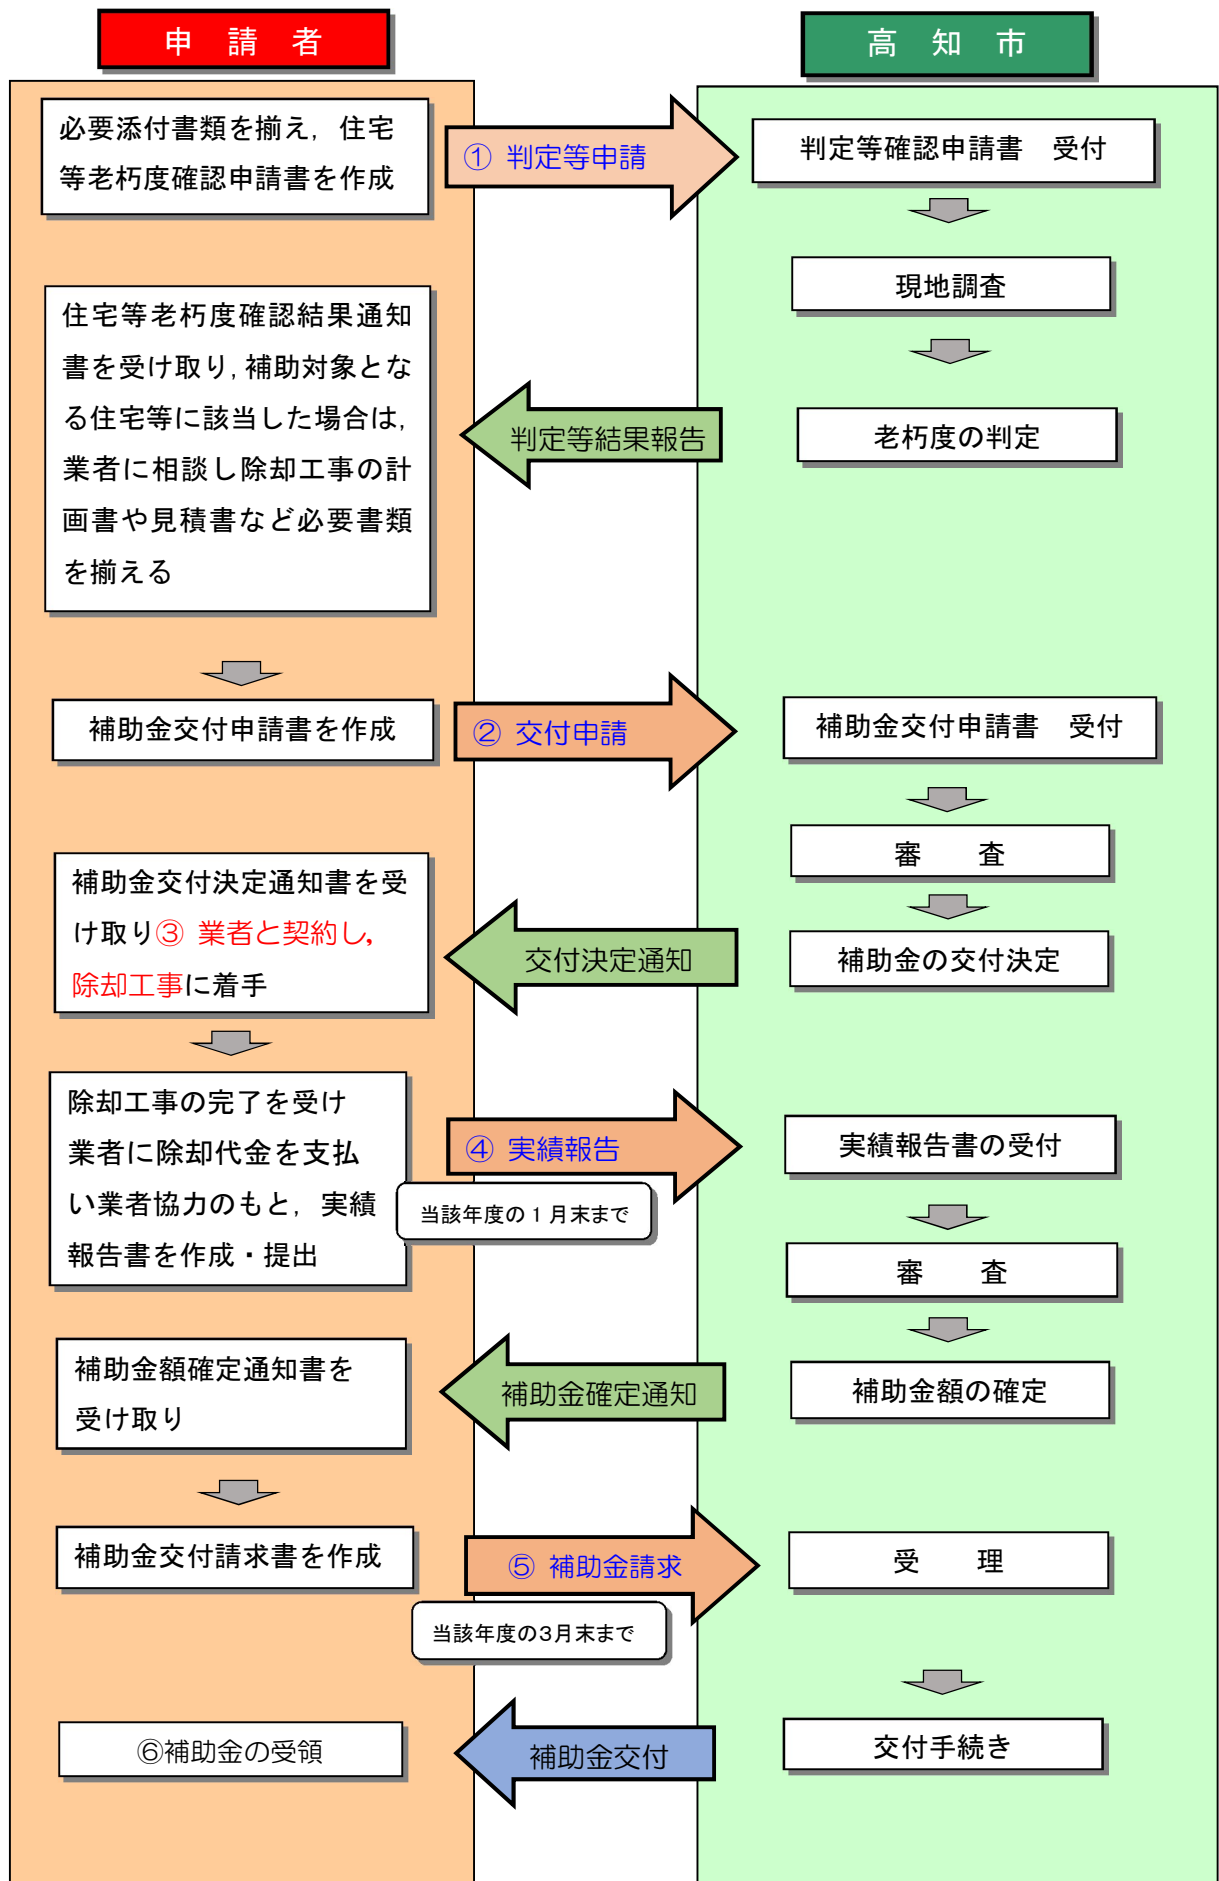 申　請　者
高　知　市
必要添付書類を揃え，住宅
等老朽度確認申請書を作成
① 判定等申請
判定等確認申請書　受付
現地調査
住宅等老朽度確認結果通知
書を受け取り,補助対象とな
る住宅等に該当した場合は,
業者に相談し除却工事の計
画書や見積書など必要書類
を揃える
判定等結果報告
老朽度の判定
補助金交付申請書を作成
② 交付申請
補助金交付申請書　受付
審　　査
補助金交付決定通知書を受
け取り③ 業者と契約し，
除却工事に着手
交付決定通知
補助金の交付決定
除却工事の完了を受け
業者に除却代金を支払
い業者協力のもと，実績
報告書を作成・提出
④ 実績報告
当該年度の１月末まで
実績報告書の受付
審　　査
補助金額確定通知書を
受け取り
補助金確定通知
補助金額の確定
補助金交付請求書を作成
⑤ 補助金請求
当該年度の3月末まで
受　　理
⑥補助金の受領
補助金交付
交付手続き